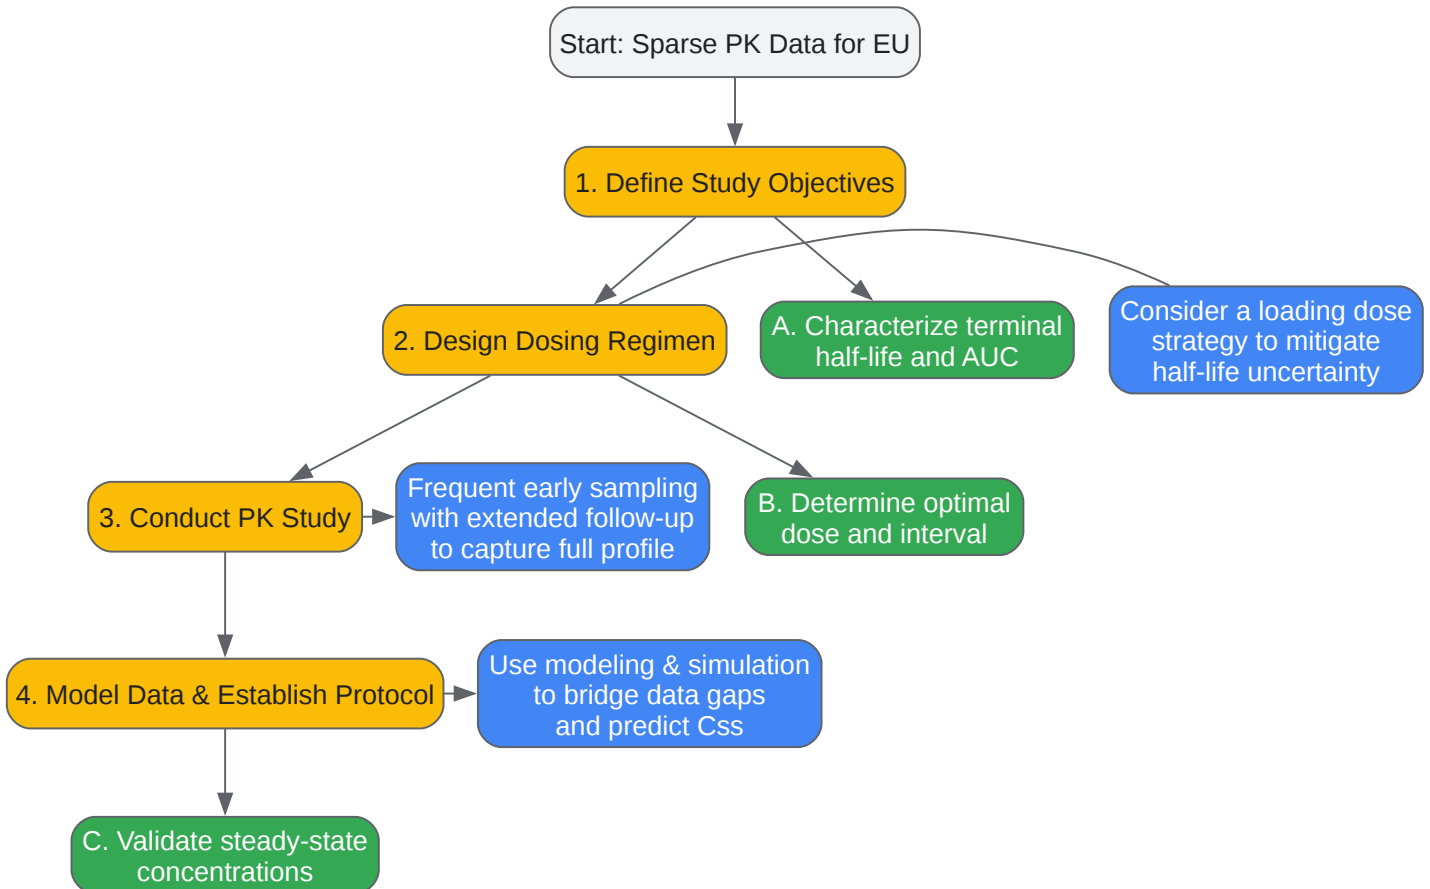 Start: Sparse PK Data for EU
1. Define Study Objectives
2. Design Dosing Regimen
A. Characterize terminal
half-life and AUC
Consider a loading dose
strategy to mitigate
half-life uncertainty
3. Conduct PK Study
Frequent early sampling
with extended follow-up
to capture full profile
B. Determine optimal
dose and interval
4. Model Data & Establish Protocol
Use modeling & simulation
to bridge data gaps
and predict Css
C. Validate steady-state
concentrations